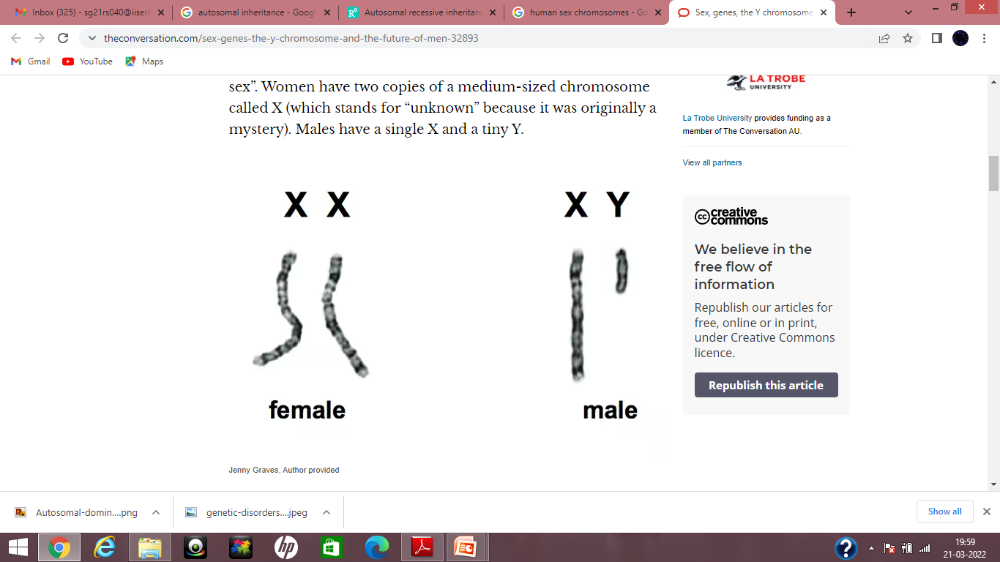 Inbox (325) - sg21rs040@iiserk
autosomal inheritance - Googl
Autosomal recessive inheritanc
human sex chromosomes - Go
Sex, genes, the Y chromosome
theconversation.com/sex-genes-the-y-chromosome-and-the-future-of-men-32893
Gmail YouTube Maps
sex”. Women have two copies of a medium-sized chromosome
called X (which stands for “unknown” because it was originally a
mystery). Males have a single X and a tiny Y.
X X
X Y
female
male
Jenny Graves, Author provided
LA TROBE
UNIVERSITY
La Trobe University provides funding as a
member of The Conversation AU.
View all partners
cc creative
commons
We believe in the
free flow of
information
Republish our articles for
free, online or in print,
under Creative Commons
licence.
Republish this article
Autosomal-domin....png
genetic-disorders....jpeg
Show all
hp
19:59
21-03-2022